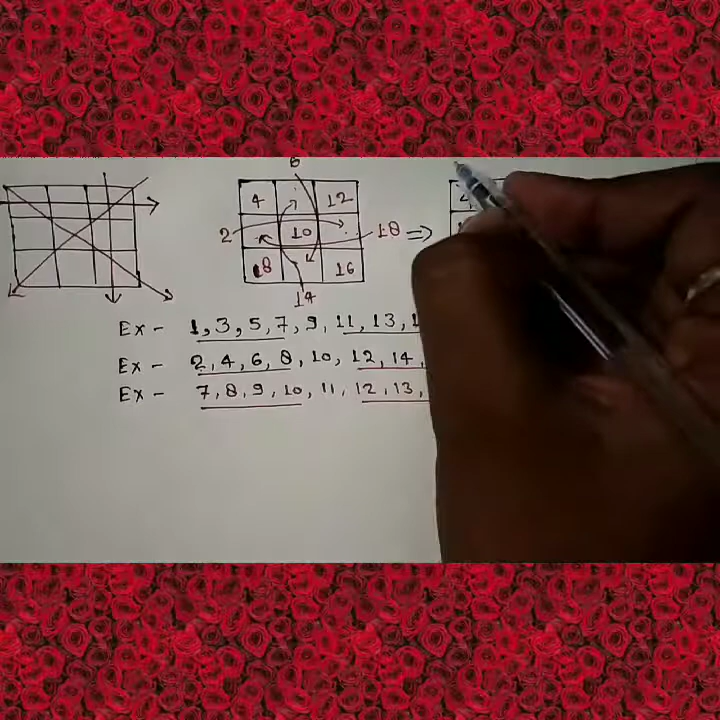 6
4 12
2 10 18 ⇒
8 16
14
Ex - 1, 3, 5, 7, 9, 11, 13, 1
Ex - 2, 4, 6, 8, 10, 12, 14,
Ex - 7, 8, 9, 10, 11, 12, 13,